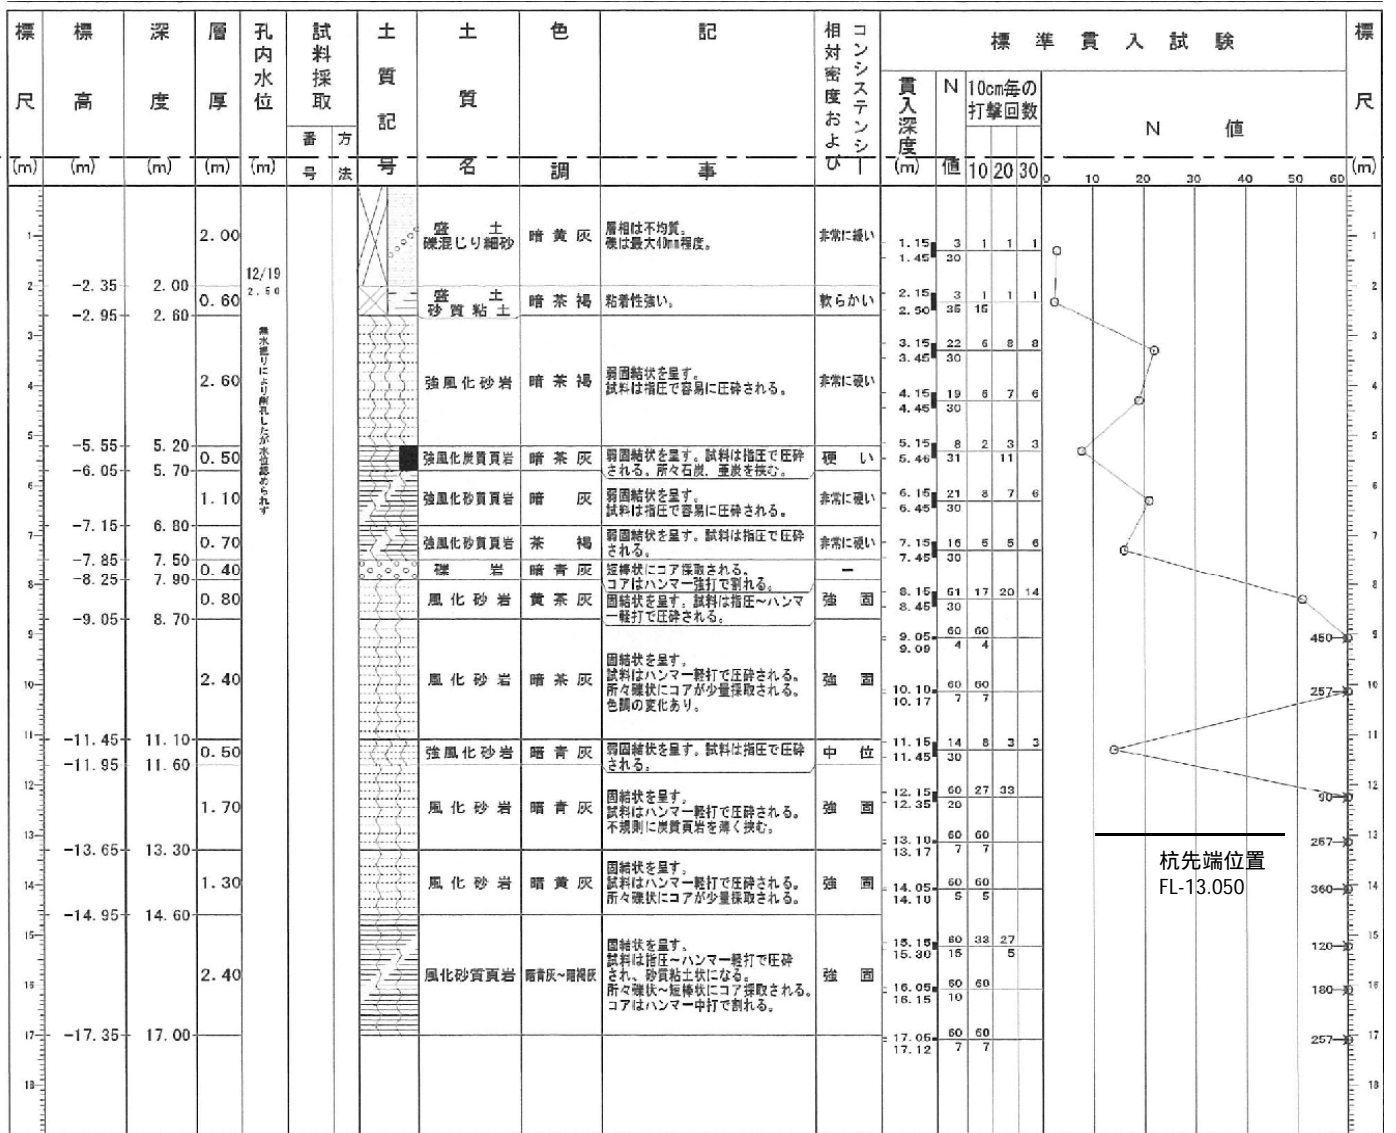 標尺 (m)
標高 (m)
深度 (m)
層厚 (m)
孔内水位 (m)
試料採取
番号
方法
土質記号
土質名
色調
記事
相対密度および
コンシステンシー
標準貫入試験
貫入深度 (m)
N値
10cm毎の
打撃回数
10 20 30
N 値
0 10 20 30 40 50 60
標尺 (m)
12/19
2.50
無水掘りにより削孔したが水位認められず
2.00
盛土
礫混じり細砂
暗黄灰
層相は不均質。
礫は最大40mm程度。
非常に緩い
-2.35 2.00
0.60
盛土
砂質粘土
暗茶褐
粘着性強い。
軟らかい
-2.95 2.60
2.60
強風化砂岩
暗茶褐
弱固結状を呈す。
試料は指圧で容易に圧砕される。
非常に硬い
-5.55 5.20
0.50
強風化炭質頁岩
暗茶灰
弱固結状を呈す。試料は指圧で圧砕
される。所々石炭、亜炭を挟む。
硬い
-6.05 5.70
1.10
強風化砂質頁岩
暗灰
弱固結状を呈す。
試料は指圧で容易に圧砕される。
非常に硬い
-7.15 6.80
0.70
強風化砂質頁岩
茶褐
弱固結状を呈す。試料は指圧で圧砕
される。
非常に硬い
-7.85 7.50
0.40
礫岩
暗青灰
短棒状にコア採取される。
コアはハンマー強打で割れる。
ー
-8.25 7.90
0.80
風化砂岩
黄茶灰
固結状を呈す。試料は指圧～ハンマ
ー軽打で圧砕される。
強固
-9.05 8.70
2.40
風化砂岩
暗茶灰
固結状を呈す。
試料はハンマー軽打で圧砕される。
所々礫状にコアが少量採取される。
色調の変化あり。
強固
-11.45 11.10
0.50
強風化砂岩
暗青灰
弱固結状を呈す。試料は指圧で圧砕
される。
中位
-11.95 11.60
1.70
風化砂岩
暗青灰
固結状を呈す。
試料はハンマー軽打で圧砕される。
不規則に炭質頁岩を薄く挟む。
強固
-13.65 13.30
1.30
風化砂岩
暗黄灰
固結状を呈す。
試料はハンマー軽打で圧砕される。
所々礫状にコアが少量採取される。
強固
-14.95 14.60
2.40
風化砂質頁岩
暗青灰～暗褐灰
固結状を呈す。
試料は指圧～ハンマー軽打で圧砕
され、砂質粘土状になる。
所々礫状～短棒状にコア採取される。
コアはハンマー中打で割れる。
強固
-17.35 17.00
1.15 3 1 1 1
1.45 30
2.15 3 1 1 1
2.50 35 15
3.15 22 6 8 8
3.45 30
4.15 19 6 7 6
4.45 30
5.15 8 2 3 3
5.46 31 11
6.15 21 8 7 6
6.45 30
7.15 16 5 5 6
7.45 30
8.15 51 17 20 14
8.45 30
9.05 60 60
9.09 4 4
450
10.10 60 60
10.17 7 7
257
11.15 14 8 3 3
11.45 30
12.15 60 27 33
12.35 20
90
13.10 60 60
13.17 7 7
267
杭先端位置
FL-13.050
14.05 60 60
14.10 5 5
360
15.15 60 33 27
15.30 15 5
120
16.05 60 60
16.15 10
180
17.05 60 60
17.12 7 7
257
1 2 3 4 5 6 7 8 9 10 11 12 13 14 15 16 17 18
1 2 3 4 5 6 7 8 9 10 11 12 13 14 15 16 17 18